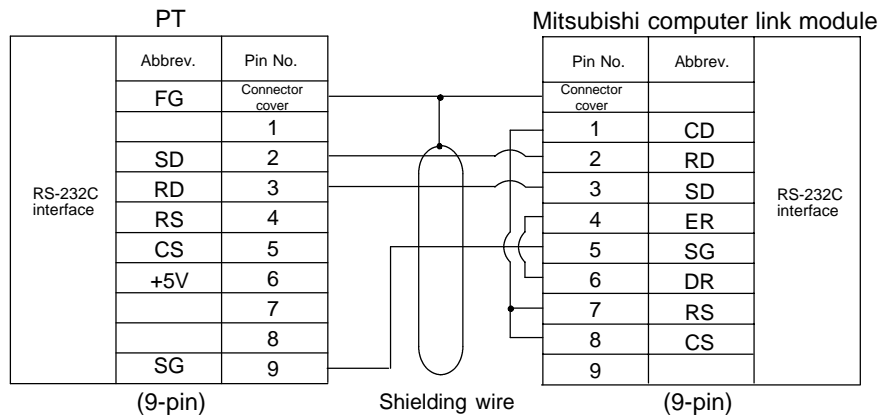 PT
Mitsubishi computer link module
RS-232C
interface
Abbrev. Pin No.
FG Connector
cover
1
SD 2
RD 3
RS 4
CS 5
+5V 6
7
8
SG 9
(9-pin)
Shielding wire
Pin No. Abbrev.
Connector
cover
1 CD
2 RD
3 SD
4 ER
5 SG
6 DR
7 RS
8 CS
9
RS-232C
interface
(9-pin)